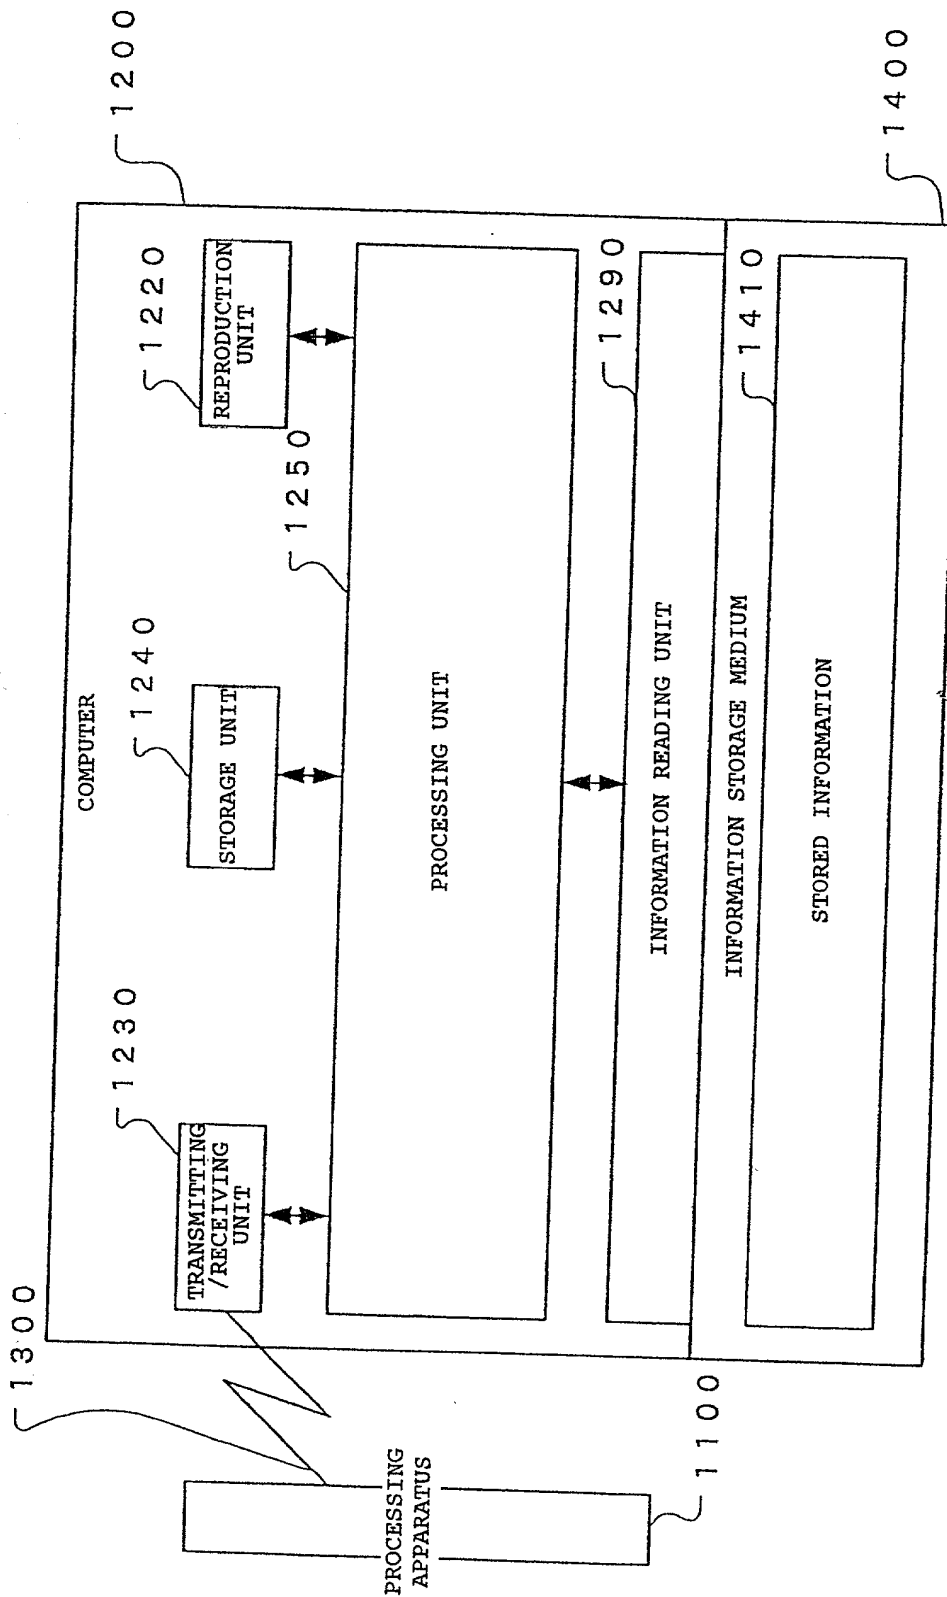 1300
1230
1240
1220
1200
COMPUTER
TRANSMITTING
/RECEIVING
UNIT
STORAGE UNIT
REPRODUCTION
UNIT
1250
PROCESSING UNIT
PROCESSING
APPARATUS
1100
1290
INFORMATION READING UNIT
INFORMATION STORAGE MEDIUM
1410
STORED INFORMATION
1400